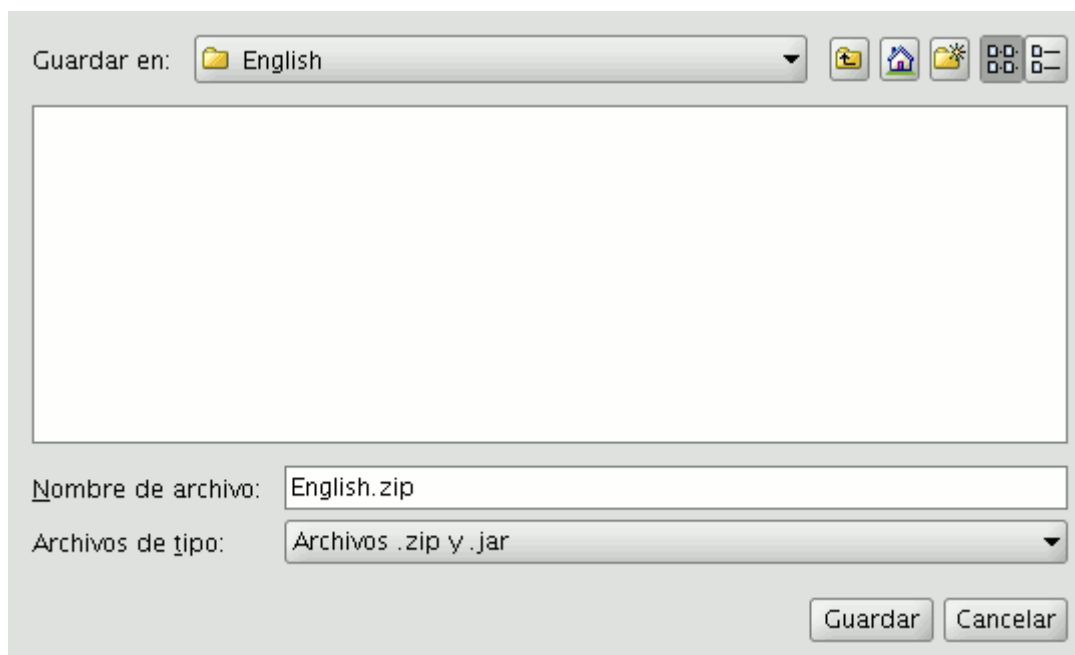 Guardar en: English
Nombre de archivo: English.zip
Archivos de tipo: Archivos .zip y .jar
Guardar Cancelar